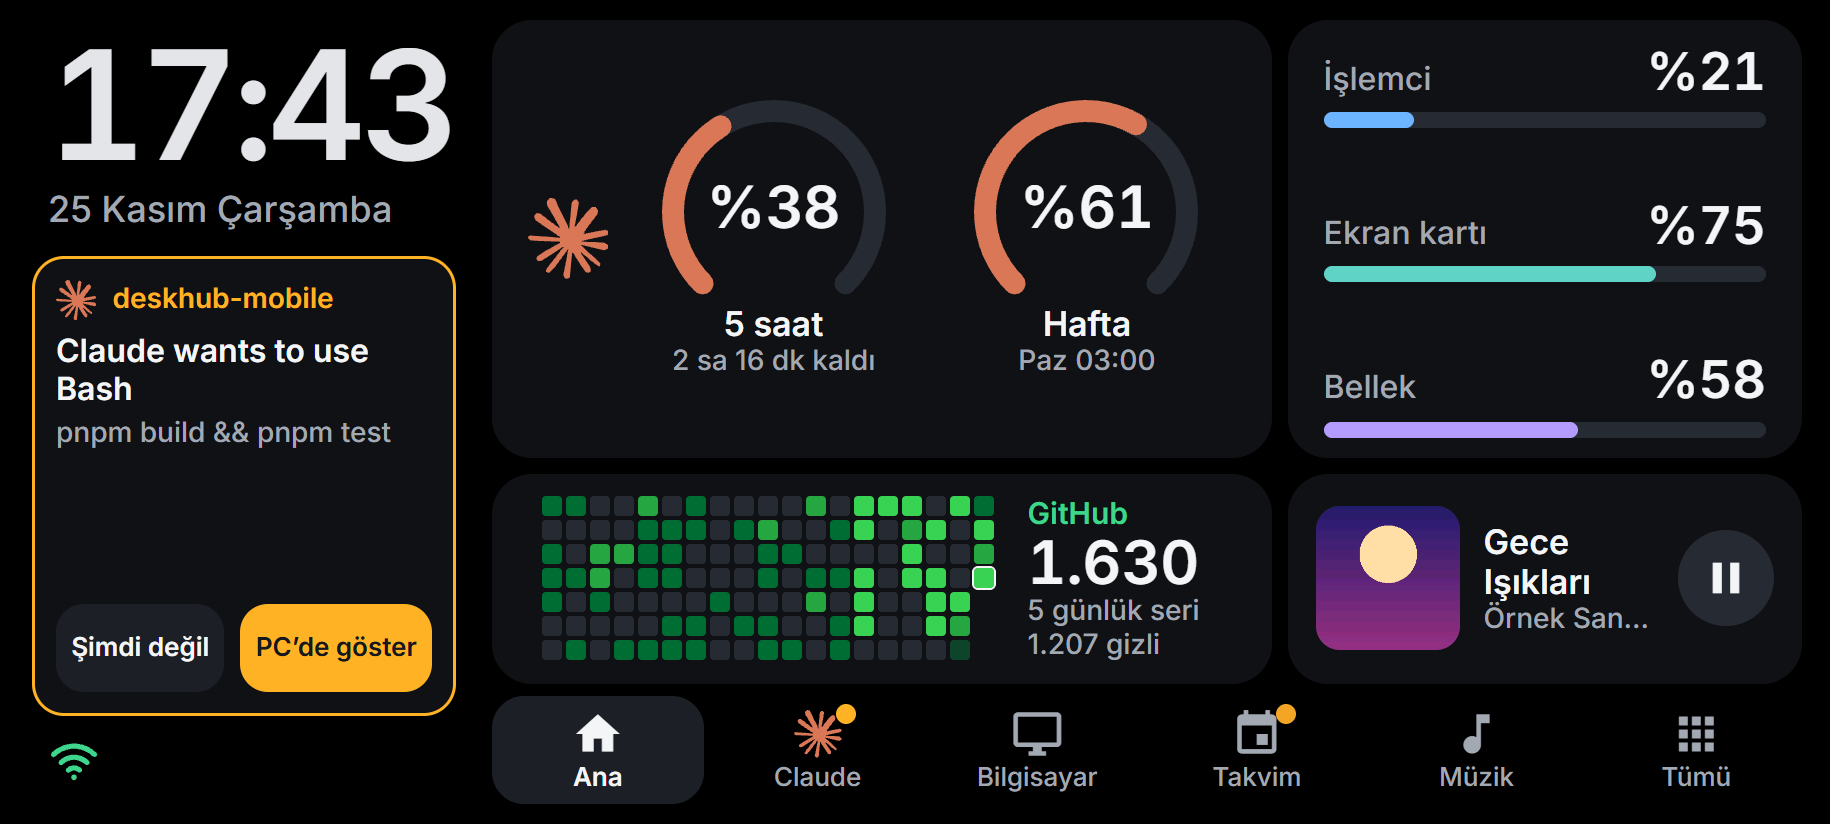 17:43
25 Kasım Çarşamba
deskhub-mobile
Claude wants to use
Bash
pnpm build && pnpm test
Şimdi değil
PC’de göster
%38
5 saat
2 sa 16 dk kaldı
%61
Hafta
Paz 03:00
İşlemci
%21
Ekran kartı
%75
Bellek
%58
GitHub
1.630
5 günlük seri
1.207 gizli
Gece
Işıkları
Örnek San...
Ana
Claude
Bilgisayar
Takvim
Müzik
Tümü